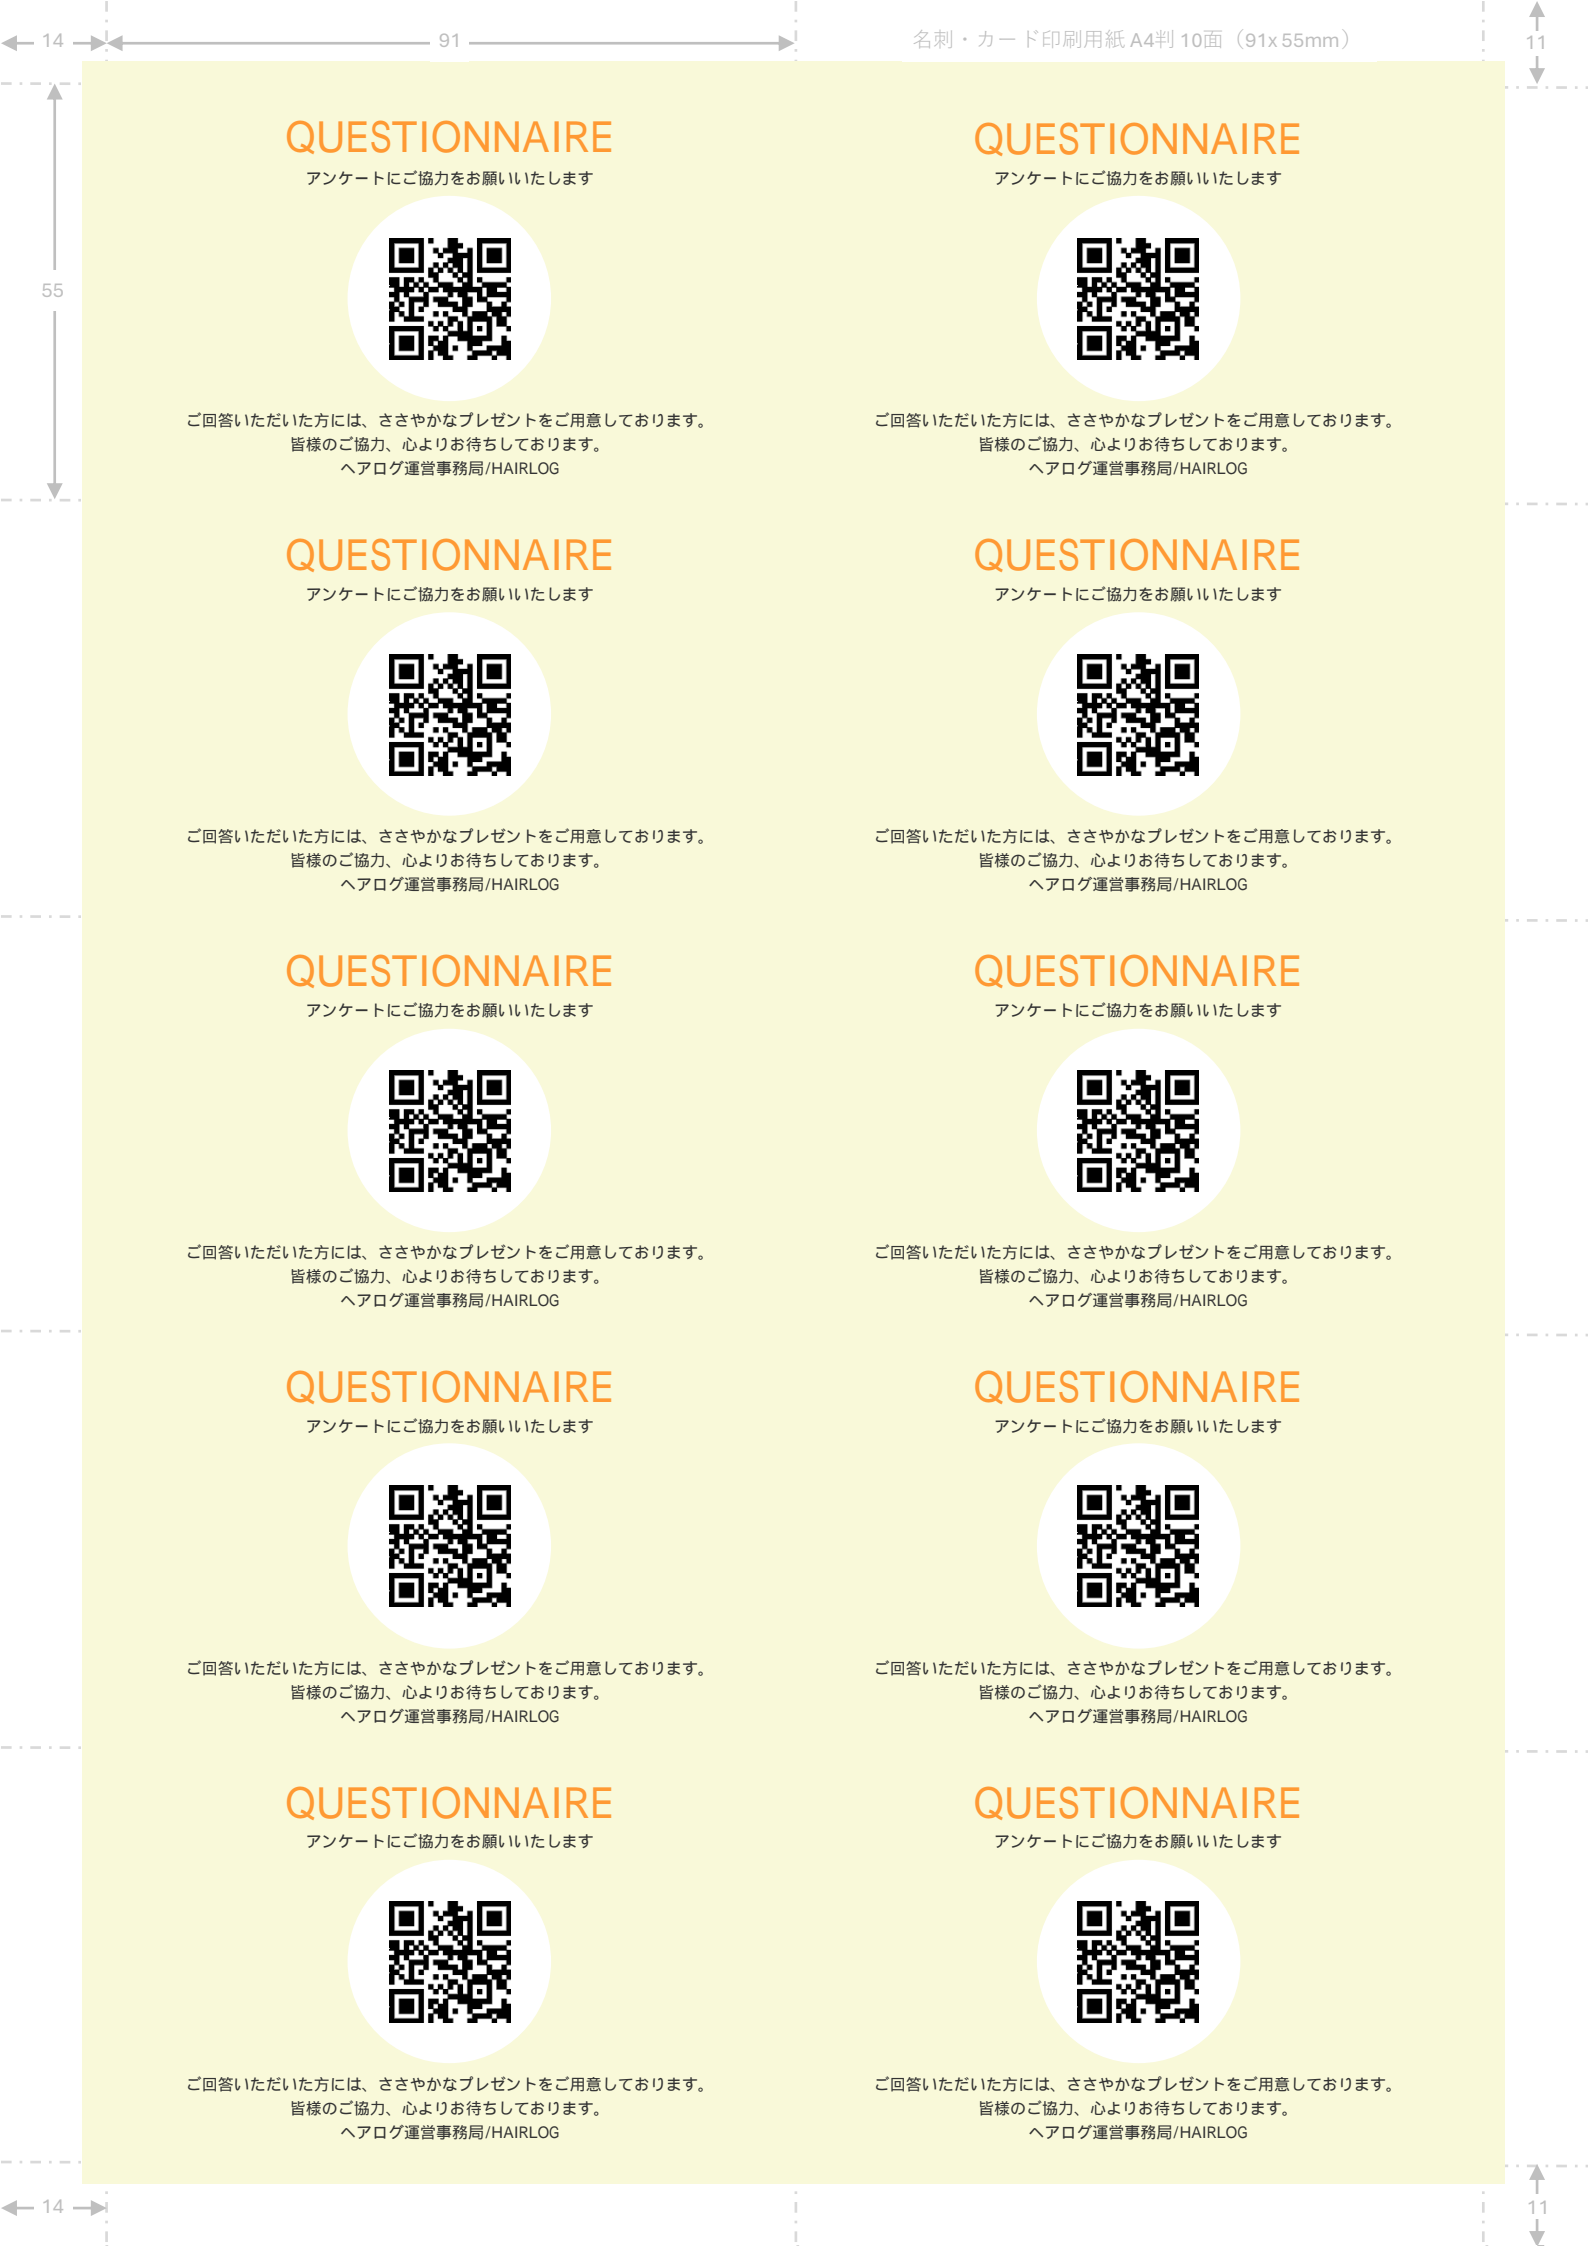 14
91
名刺・カード印刷用紙 A4判 10面（91x 55mm）
11
55
QUESTIONNAIRE
アンケートにご協力をお願いいたします
ご回答いただいた方には、ささやかなプレゼントをご用意しております。
皆様のご協力、心よりお待ちしております。
ヘアログ運営事務局/HAIRLOG
QUESTIONNAIRE
アンケートにご協力をお願いいたします
ご回答いただいた方には、ささやかなプレゼントをご用意しております。
皆様のご協力、心よりお待ちしております。
ヘアログ運営事務局/HAIRLOG
QUESTIONNAIRE
アンケートにご協力をお願いいたします
ご回答いただいた方には、ささやかなプレゼントをご用意しております。
皆様のご協力、心よりお待ちしております。
ヘアログ運営事務局/HAIRLOG
QUESTIONNAIRE
アンケートにご協力をお願いいたします
ご回答いただいた方には、ささやかなプレゼントをご用意しております。
皆様のご協力、心よりお待ちしております。
ヘアログ運営事務局/HAIRLOG
QUESTIONNAIRE
アンケートにご協力をお願いいたします
ご回答いただいた方には、ささやかなプレゼントをご用意しております。
皆様のご協力、心よりお待ちしております。
ヘアログ運営事務局/HAIRLOG
QUESTIONNAIRE
アンケートにご協力をお願いいたします
ご回答いただいた方には、ささやかなプレゼントをご用意しております。
皆様のご協力、心よりお待ちしております。
ヘアログ運営事務局/HAIRLOG
QUESTIONNAIRE
アンケートにご協力をお願いいたします
ご回答いただいた方には、ささやかなプレゼントをご用意しております。
皆様のご協力、心よりお待ちしております。
ヘアログ運営事務局/HAIRLOG
QUESTIONNAIRE
アンケートにご協力をお願いいたします
ご回答いただいた方には、ささやかなプレゼントをご用意しております。
皆様のご協力、心よりお待ちしております。
ヘアログ運営事務局/HAIRLOG
QUESTIONNAIRE
アンケートにご協力をお願いいたします
ご回答いただいた方には、ささやかなプレゼントをご用意しております。
皆様のご協力、心よりお待ちしております。
ヘアログ運営事務局/HAIRLOG
QUESTIONNAIRE
アンケートにご協力をお願いいたします
ご回答いただいた方には、ささやかなプレゼントをご用意しております。
皆様のご協力、心よりお待ちしております。
ヘアログ運営事務局/HAIRLOG
14
11